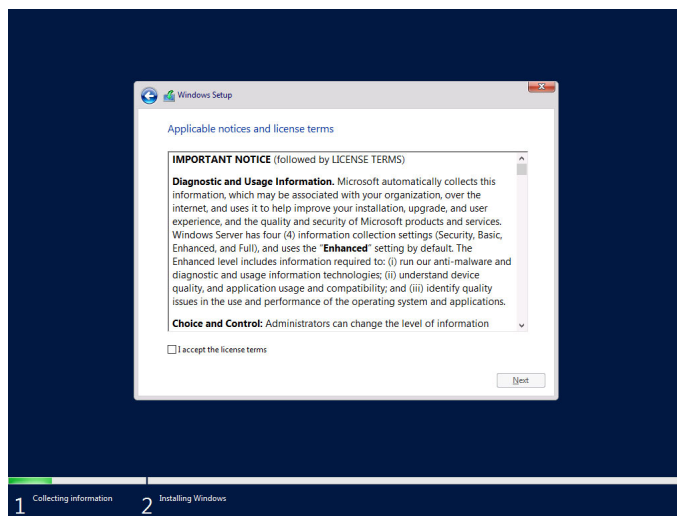 Windows Setup
Applicable notices and license terms
IMPORTANT NOTICE (followed by LICENSE TERMS)
Diagnostic and Usage Information. Microsoft automatically collects this
information, which may be associated with your organization, over the
internet, and uses it to help improve your installation, upgrade, and user
experience, and the quality and security of Microsoft products and services.
Windows Server has four (4) information collection settings (Security, Basic,
Enhanced, and Full), and uses the "Enhanced" setting by default. The
Enhanced level includes information required to: (i) run our anti-malware and
diagnostic and usage information technologies; (ii) understand device
quality, and application usage and compatibility; and (iii) identify quality
issues in the use and performance of the operating system and applications.
Choice and Control: Administrators can change the level of information
I accept the license terms
Next
1 Collecting information
2 Installing Windows